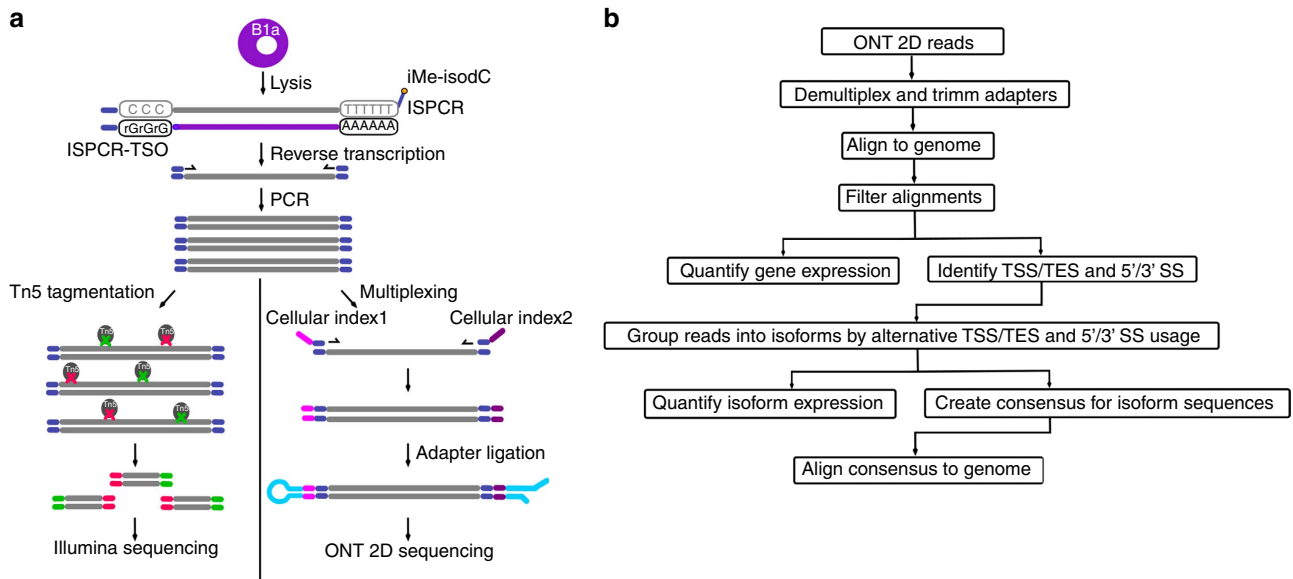 a
B1a
Lysis
iMe-isodC
C C C
TTTTTT
ISPCR
rGrGrG
AAAAAA
ISPCR-TSO
Reverse transcription
PCR
Tn5 tagmentation
Multiplexing
Cellular index1
Cellular index2
Tn5
Tn5
Tn5
Tn5
Tn5
Tn5
Adapter ligation
Illumina sequencing
ONT 2D sequencing
b
ONT 2D reads
Demultiplex and trimm adapters
Align to genome
Filter alignments
Quantify gene expression
Identify TSS/TES and 5’/3’ SS
Group reads into isoforms by alternative TSS/TES and 5’/3’ SS usage
Quantify isoform expression
Create consensus for isoform sequences
Align consensus to genome